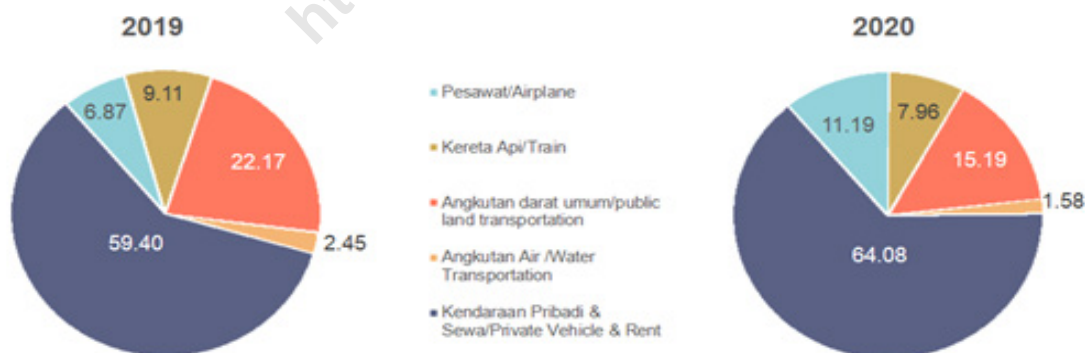 2019
6.87
9.11
22.17
2.45
59.40
Pesawat/Airplane
Kereta Api/Train
Angkutan darat umum/public
land transportation
Angkutan Air /Water
Transportation
Kendaraan Pribadi &
Sewa/Private Vehicle & Rent
2020
11.19
7.96
15.19
1.58
64.08
ht